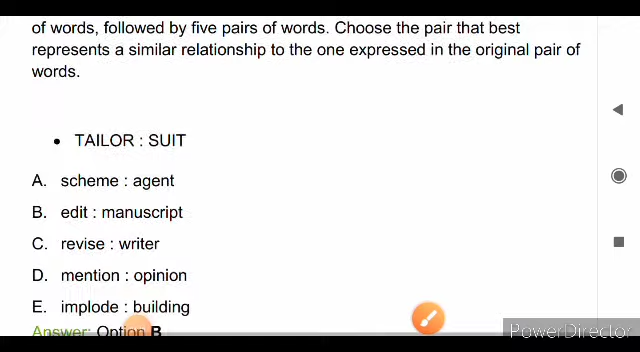 of words, followed by five pairs of words. Choose the pair that best
represents a similar relationship to the one expressed in the original pair of
words.
• TAILOR : SUIT
A. scheme : agent
B. edit : manuscript
C. revise : writer
D. mention : opinion
E. implode : building
Answer: Option B
PowerDirector